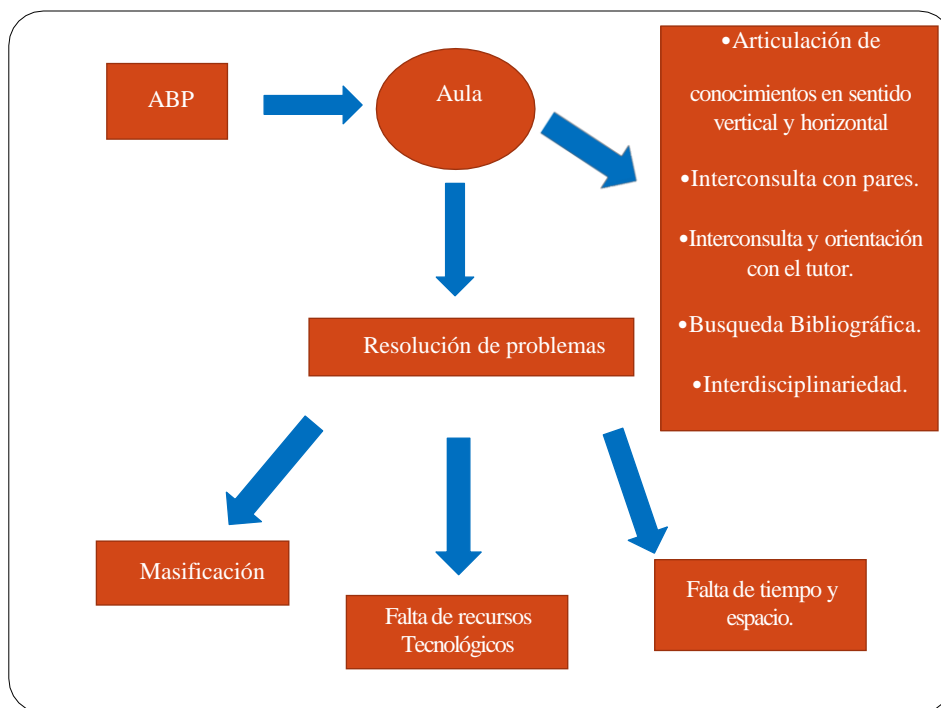 ABP
Aula
•Articulación de
conocimientos en sentido
vertical y horizontal
•Interconsulta con pares.
•Interconsulta y orientación
con el tutor.
•Busqueda Bibliográfica.
•Interdisciplinariedad.
Resolución de problemas
Masificación
Falta de recursos
Tecnológicos
Falta de tiempo y
espacio.